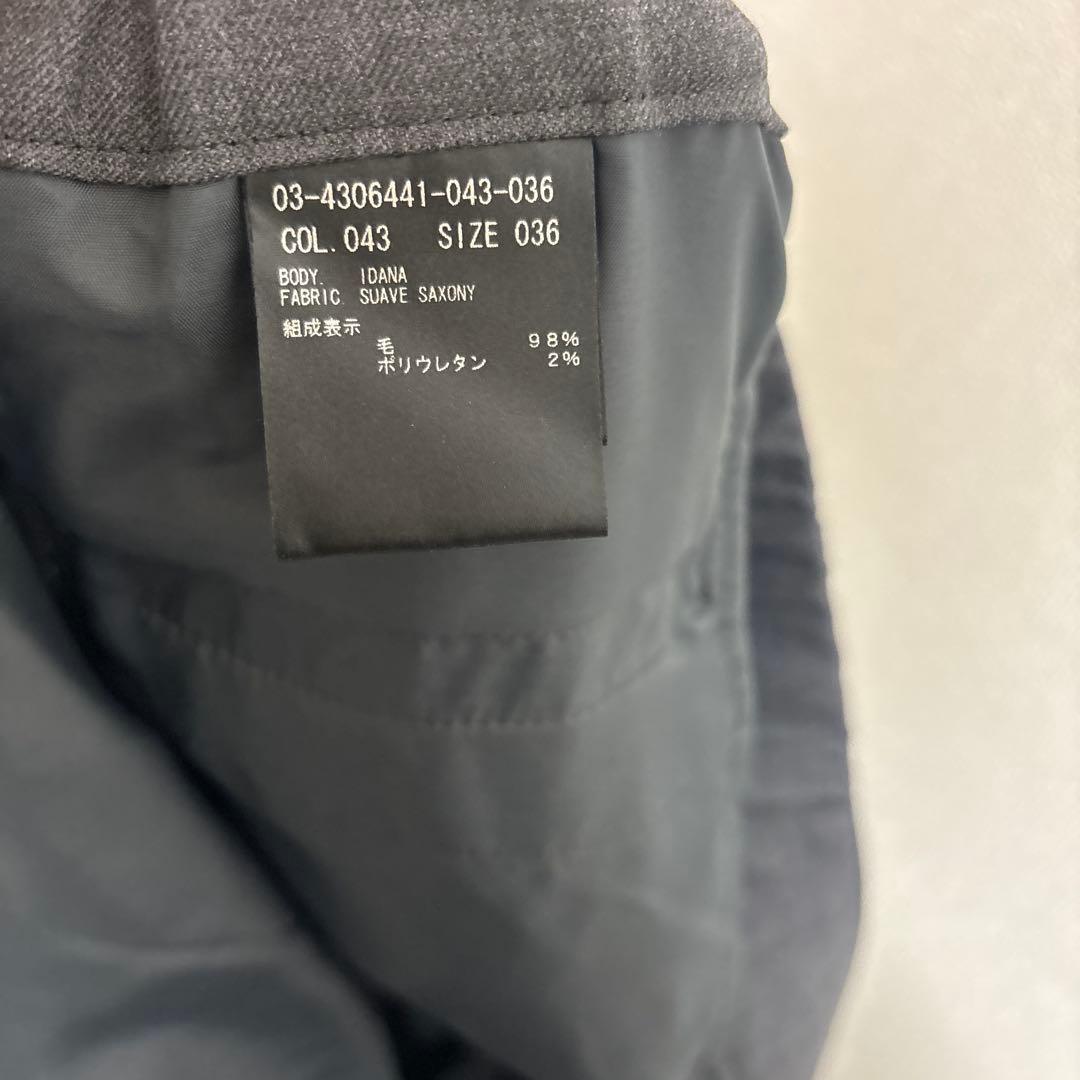 03-4306441-043-036
COL. 043 SIZE 036
BODY. IDANA
FABRIC. SUAVE SAXONY
組成表示
毛 98%
ポリウレタン 2%